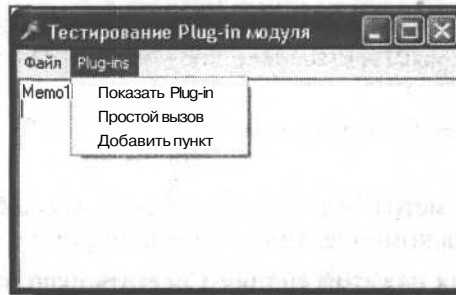 Тестирование Plug-in модуля
Файл Plug-ins
Memo1
Показать Plug-in
Простой вызов
Добавить пункт